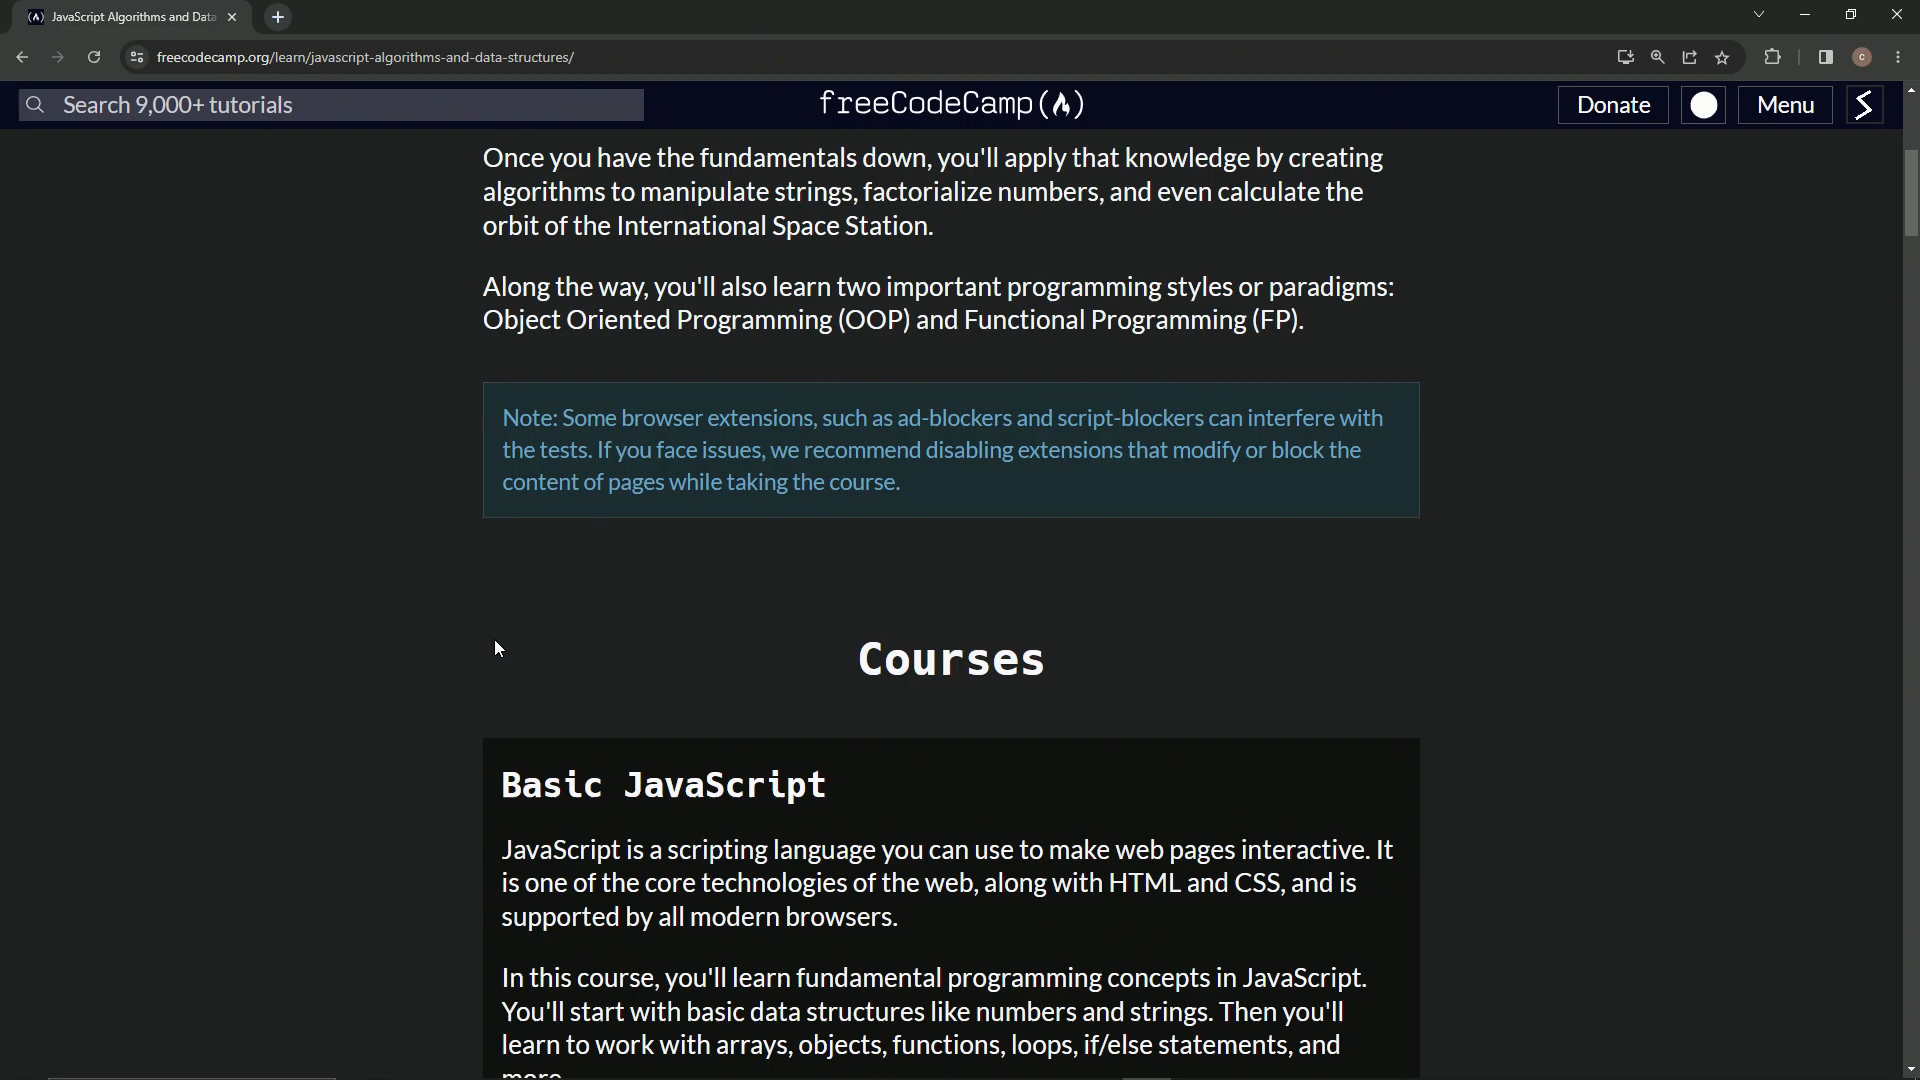 JavaScript Algorithms and Data
freecodecamp.org/learn/javascript-algorithms-and-data-structures/
c
Search 9,000+ tutorials
freeCodeCamp
Donate
Menu
Once you have the fundamentals down, you'll apply that knowledge by creating
algorithms to manipulate strings, factorialize numbers, and even calculate the
orbit of the International Space Station.
Along the way, you'll also learn two important programming styles or paradigms:
Object Oriented Programming (OOP) and Functional Programming (FP).
Note: Some browser extensions, such as ad-blockers and script-blockers can interfere with
the tests. If you face issues, we recommend disabling extensions that modify or block the
content of pages while taking the course.
Courses
Basic JavaScript
JavaScript is a scripting language you can use to make web pages interactive. It
is one of the core technologies of the web, along with HTML and CSS, and is
supported by all modern browsers.
In this course, you'll learn fundamental programming concepts in JavaScript.
You'll start with basic data structures like numbers and strings. Then you'll
learn to work with arrays, objects, functions, loops, if/else statements, and
more